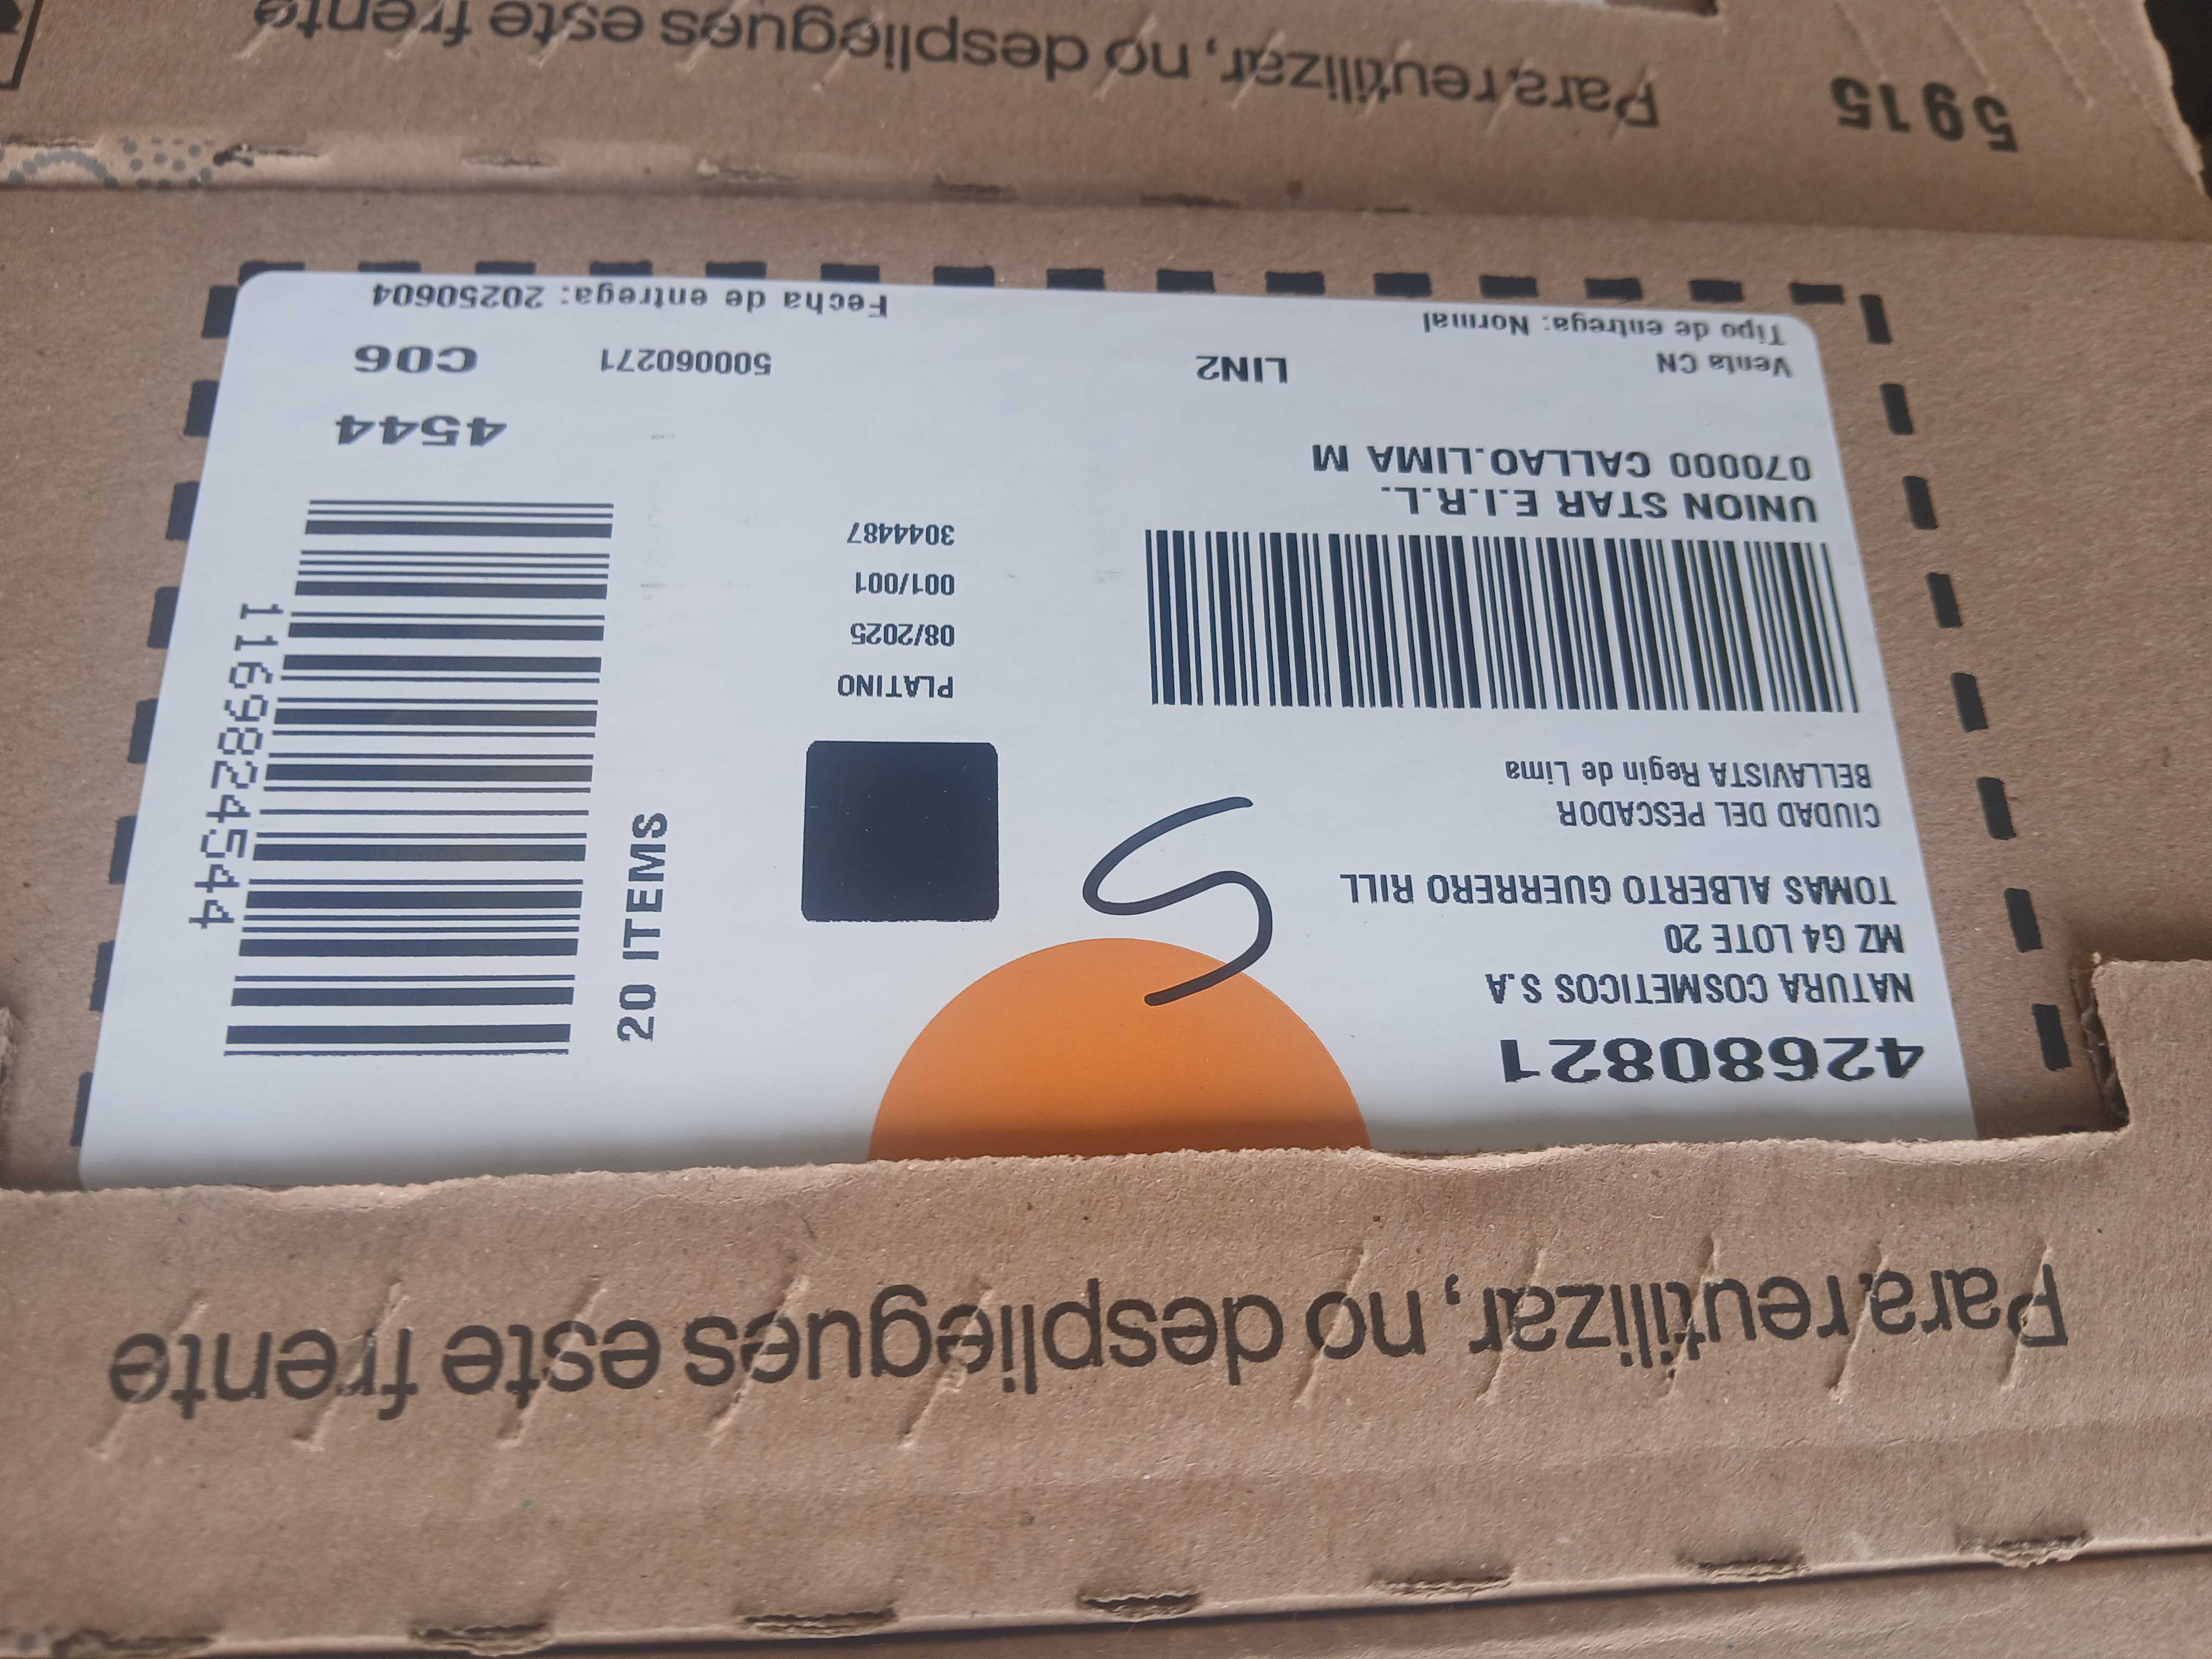 Para reutilizar, no despliegues este frente
42680821
NATURA COSMETICOS S.A
MZ G4 LOTE 20
TOMAS ALBERTO GUERRERO RILL
CIUDAD DEL PESCADOR
BELLAVISTA Regin de Lima
UNION STAR E.I.R.L.
070000 CALLAO.LIMA M
Venta CN
LIN2
Tipo de entrega: Normal
S
PLATINO
08/2025
001/001
3044487
20 ITEMS
1169824544
4544
500060271
C06
Fecha de entrega: 20250604
5915
Para reutilizar, no despliegues este frente